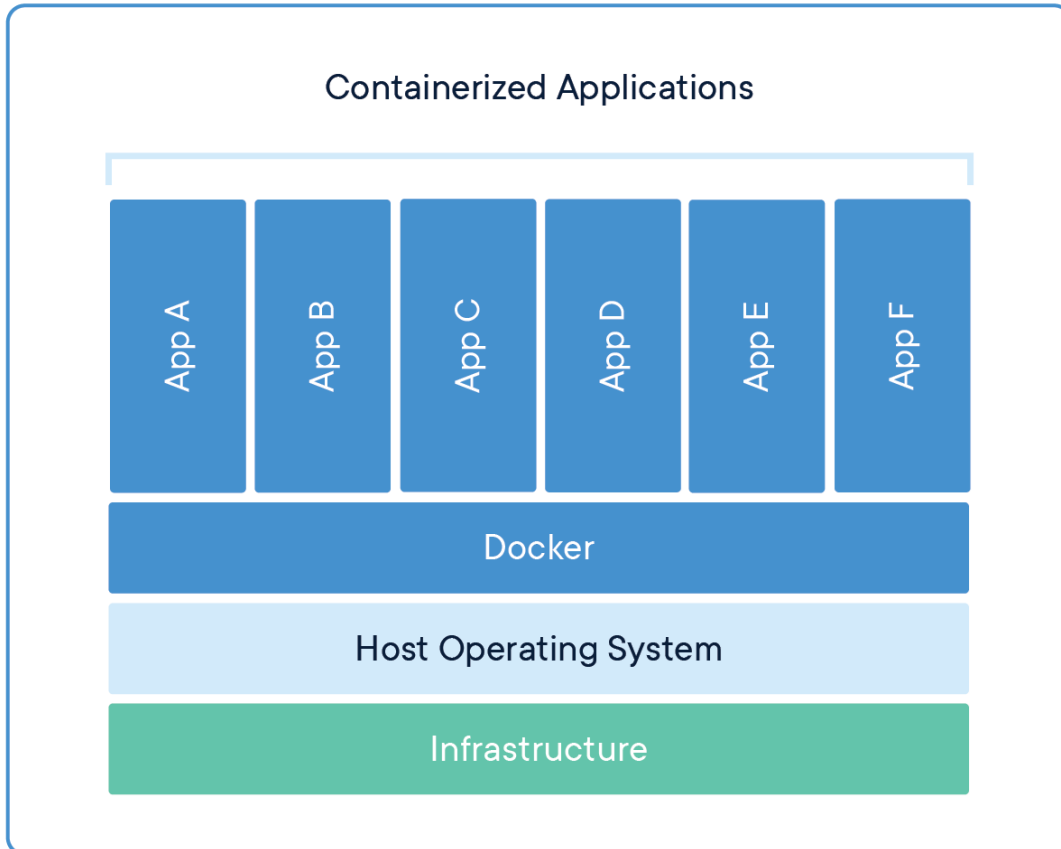 Containerized Applications
App A
App B
App C
App D
App E
App F
Docker
Host Operating System
Infrastructure